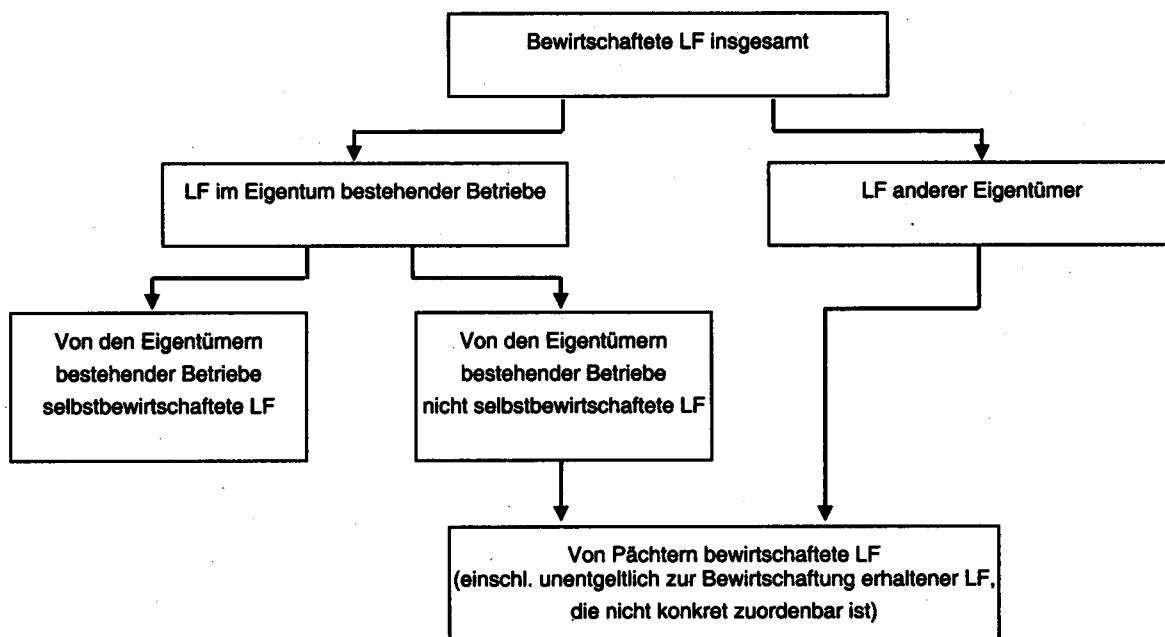 Bewirtschaftete LF insgesamt
LF im Eigentum bestehender Betriebe
LF anderer Eigentümer
Von den Eigentümern
bestehender Betriebe
selbstbewirtschaftete LF
Von den Eigentümern
bestehender Betriebe
nicht selbstbewirtschaftete LF
Von Pächtern bewirtschaftete LF
(einschl. unentgeltlich zur Bewirtschaftung erhaltener LF,
die nicht konkret zuordenbar ist)